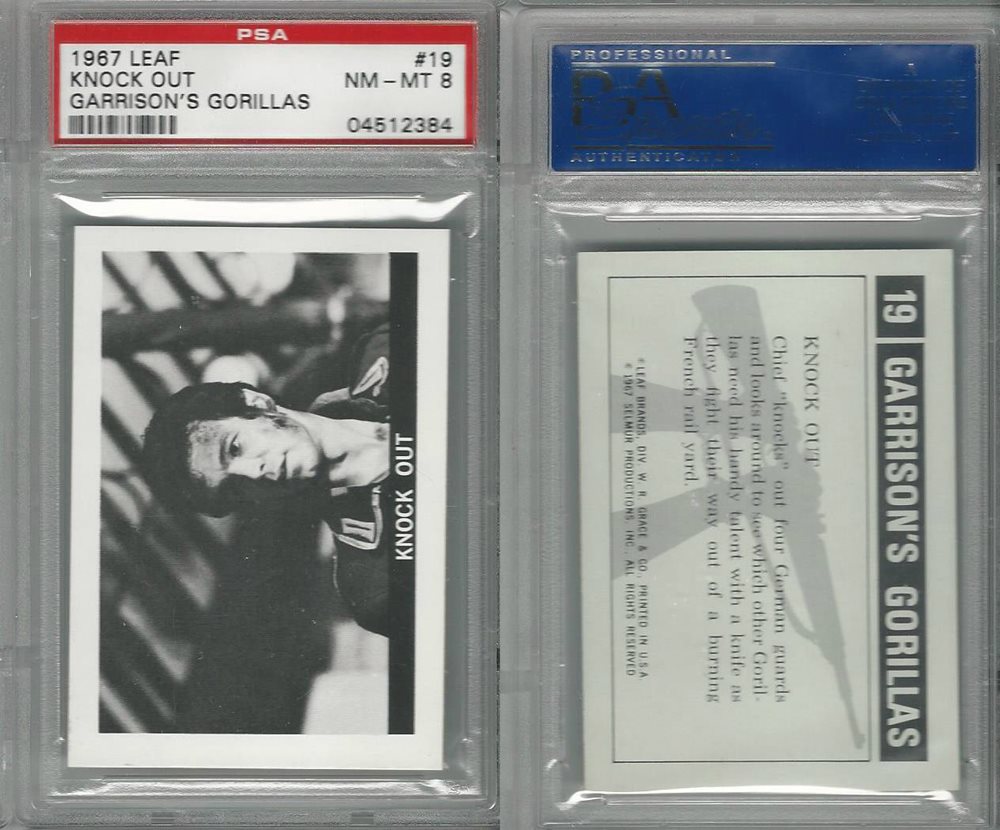 PSA
1967 LEAF #19
KNOCK OUT NM - MT 8
GARRISON'S GORILLAS
04512384
KNOCK OUT
PROFESSIONAL
PSA
AUTHENTICATED
19 GARRISON'S GORILLAS
KNOCK OUT
Chief "knocks" out four German guards
and looks around to see which other Goril-
las need his handy talent with a knife as
they fight their way out of a burning
French rail yard.
©LEAF BRANDS, DIV. W. R. GRACE & CO., PRINTED IN U.S.A
© 1967 SELMUR PRODUCTIONS, INC., ALL RIGHTS RESERVED